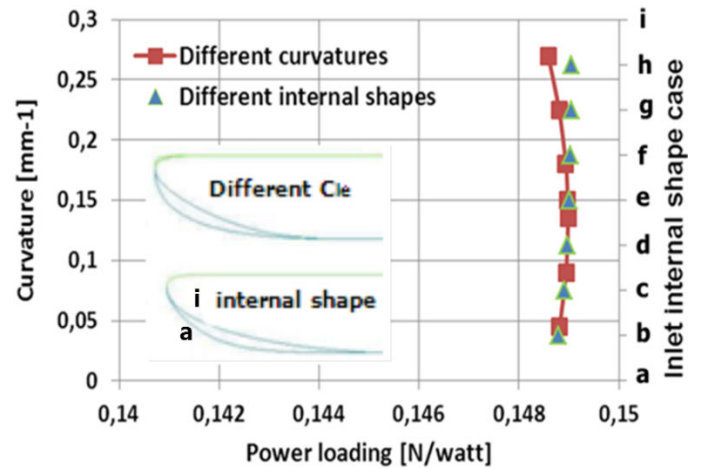 0,3
0,25
0,2
0,15
0,1
0,05
0
Curvature [mm-1]
Different curvatures
Different internal shapes
Different Cle
i internal shape
a
i
h
g
f
e
d
c
b
a
Inlet internal shape case
0,14 0,142 0,144 0,146 0,148 0,15
Power loading [N/watt]